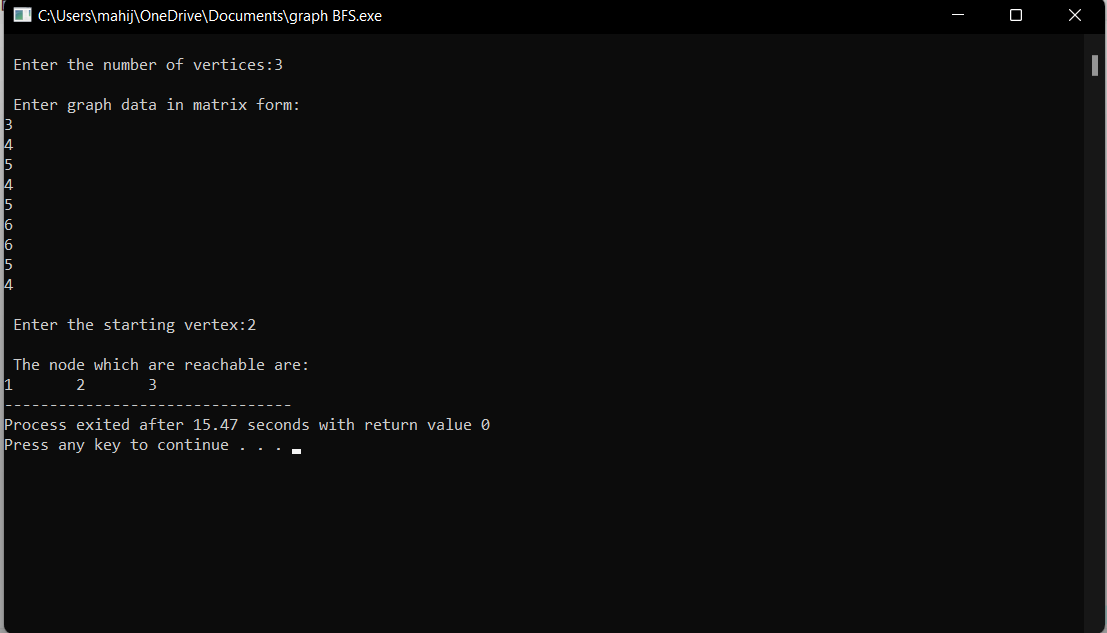 C:\Users\mahij\OneDrive\Documents\graph BFS.exe
Enter the number of vertices:3
Enter graph data in matrix form:
3
4
5
4
5
6
6
5
4
Enter the starting vertex:2
The node which are reachable are:
1 2 3
--------------------------------
Process exited after 15.47 seconds with return value 0
Press any key to continue . . .